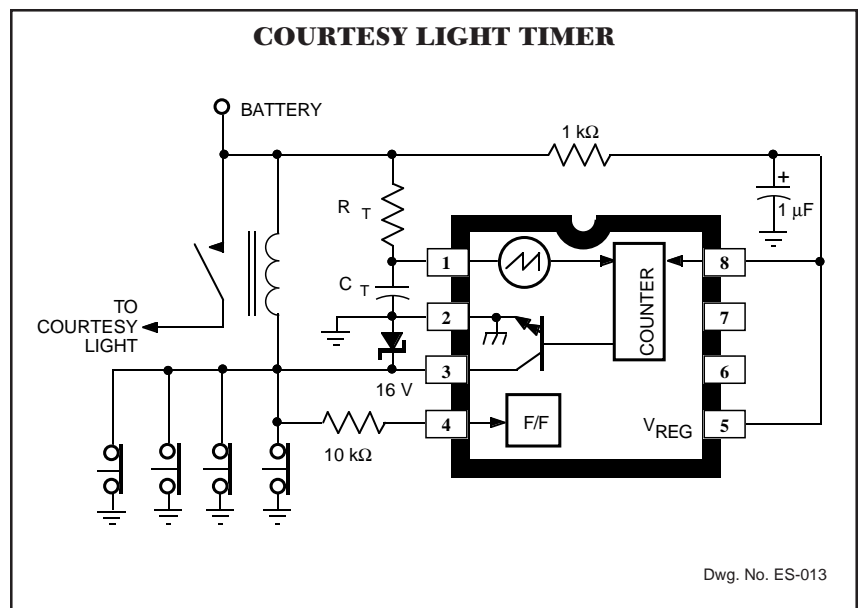 COURTESY LIGHT TIMER
BATTERY
1 kΩ
+
1 µF
R T
C T
1
2
3
4
8
7
6
5
COUNTER
TO
COURTESY
LIGHT
16 V
F/F
VREG
10 kΩ
Dwg. No. ES-013